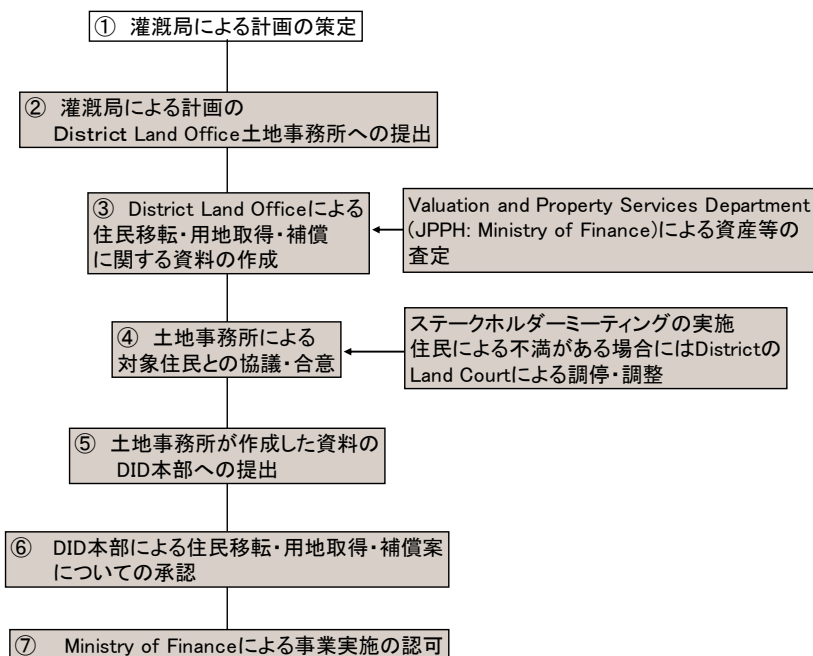 ① 灌漑局による計画の策定
② 灌漑局による計画の
District Land Office土地事務所への提出
③ District Land Officeによる
住民移転・用地取得・補償
に関する資料の作成
Valuation and Property Services Department
(JPPH: Ministry of Finance)による資産等の
査定
④ 土地事務所による
対象住民との協議・合意
ステークホルダーミーティングの実施
住民による不満がある場合にはDistrictの
Land Courtによる調停・調整
⑤ 土地事務所が作成した資料の
DID本部への提出
⑥ DID本部による住民移転・用地取得・補償案
についての承認
⑦ Ministry of Financeによる事業実施の認可